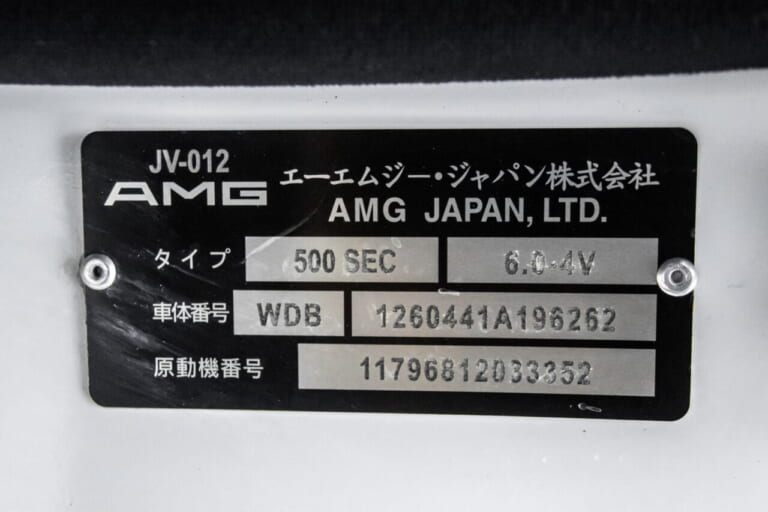 JV-012
AMG エーエムジー・ジャパン株式会社
AMG JAPAN, LTD.
タイプ 500 SEC 6.0-4V
車体番号 WDB 1260441A196262
原動機番号 11796812033352